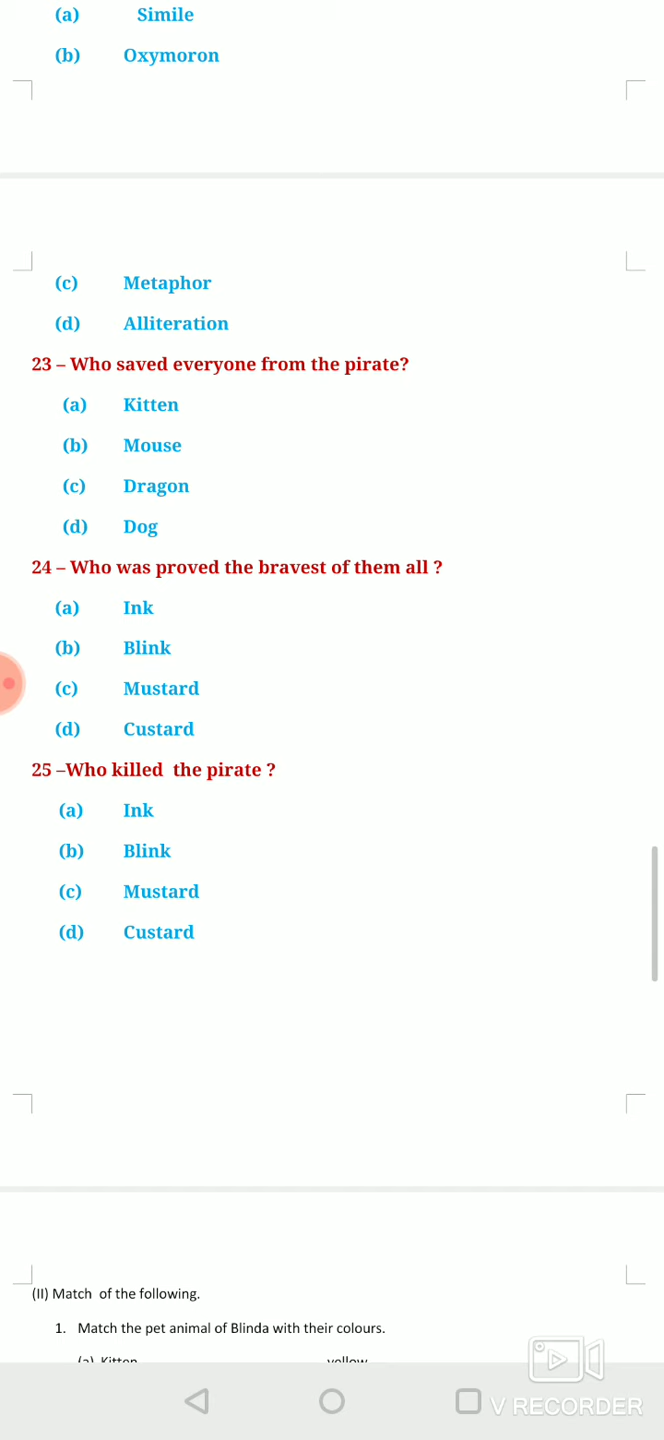 (a) Simile
(b) Oxymoron
(c) Metaphor
(d) Alliteration
23 – Who saved everyone from the pirate?
(a) Kitten
(b) Mouse
(c) Dragon
(d) Dog
24 – Who was proved the bravest of them all ?
(a) Ink
(b) Blink
(c) Mustard
(d) Custard
25 –Who killed the pirate ?
(a) Ink
(b) Blink
(c) Mustard
(d) Custard
(II) Match of the following.
1. Match the pet animal of Blinda with their colours.
(a) Kitten yellow
V RECORDER